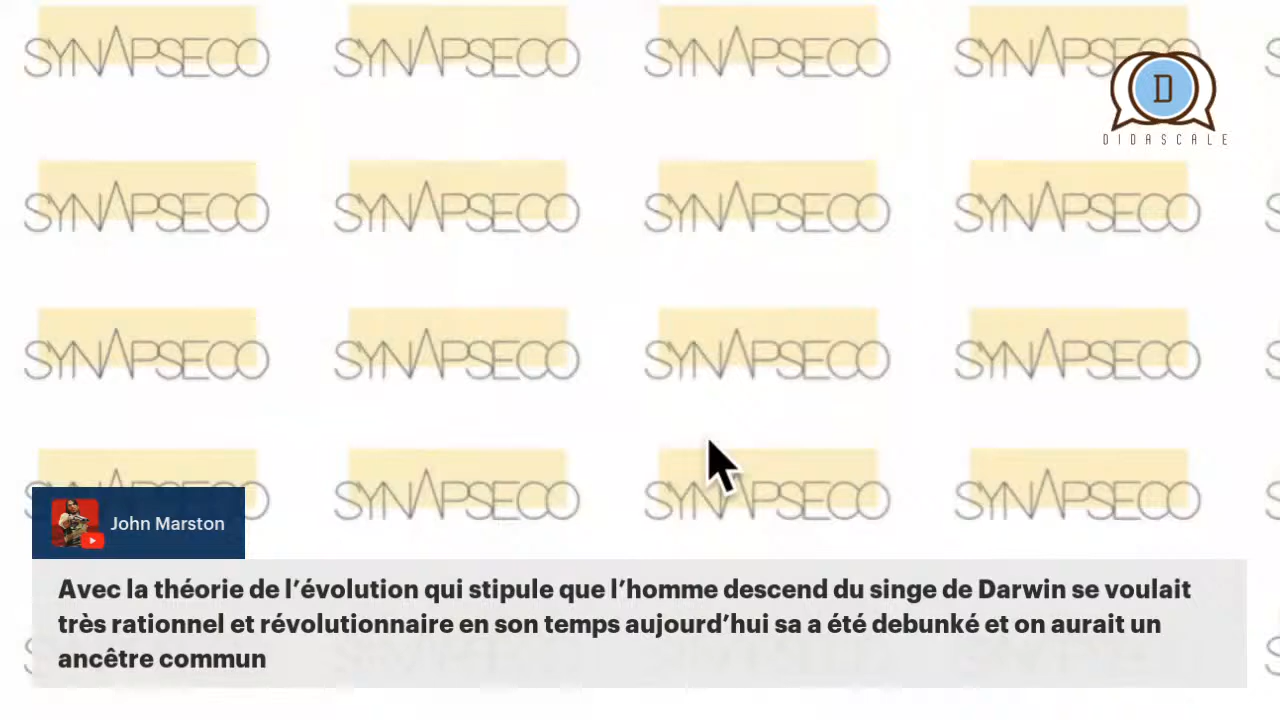 SYNAPSECO SYNAPSECO SYNAPSECO SYNAPSECO
D
DIDASCALE
SYNAPSECO SYNAPSECO SYNAPSECO SYNAPSECO
SYNAPSECO SYNAPSECO SYNAPSECO SYNAPSECO
SYNAPSECO SYNAPSECO SYNAPSECO SYNAPSECO
John Marston
Avec la théorie de l’évolution qui stipule que l’homme descend du singe de Darwin se voulait
très rationnel et révolutionnaire en son temps aujourd’hui sa a été debunké et on aurait un
ancêtre commun